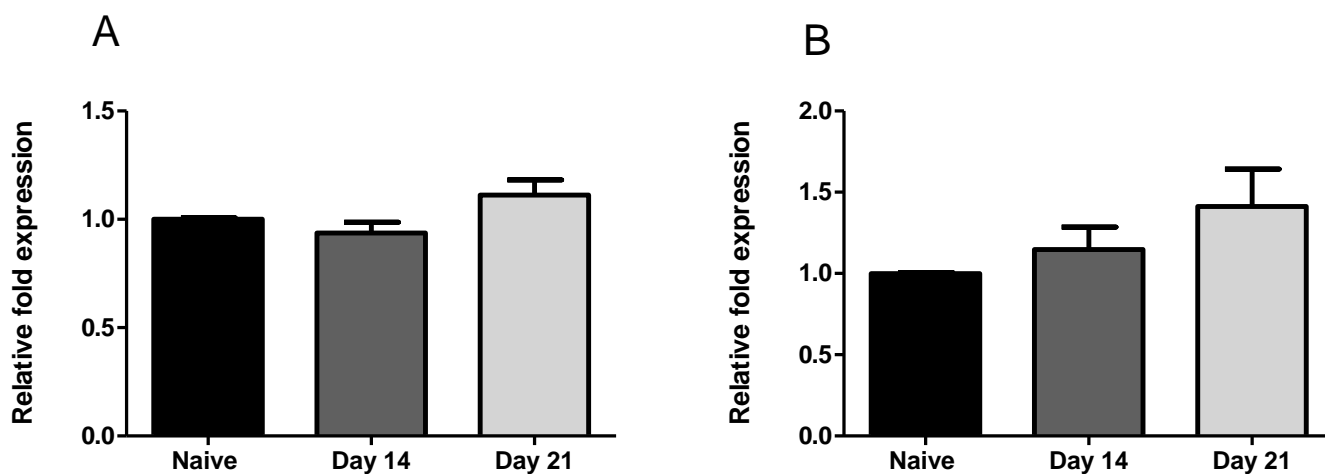 A
Relative fold expression
1.5
1.0
0.5
0.0
Naive
Day 14
Day 21
B
Relative fold expression
2.0
1.5
1.0
0.5
0.0
Naive
Day 14
Day 21